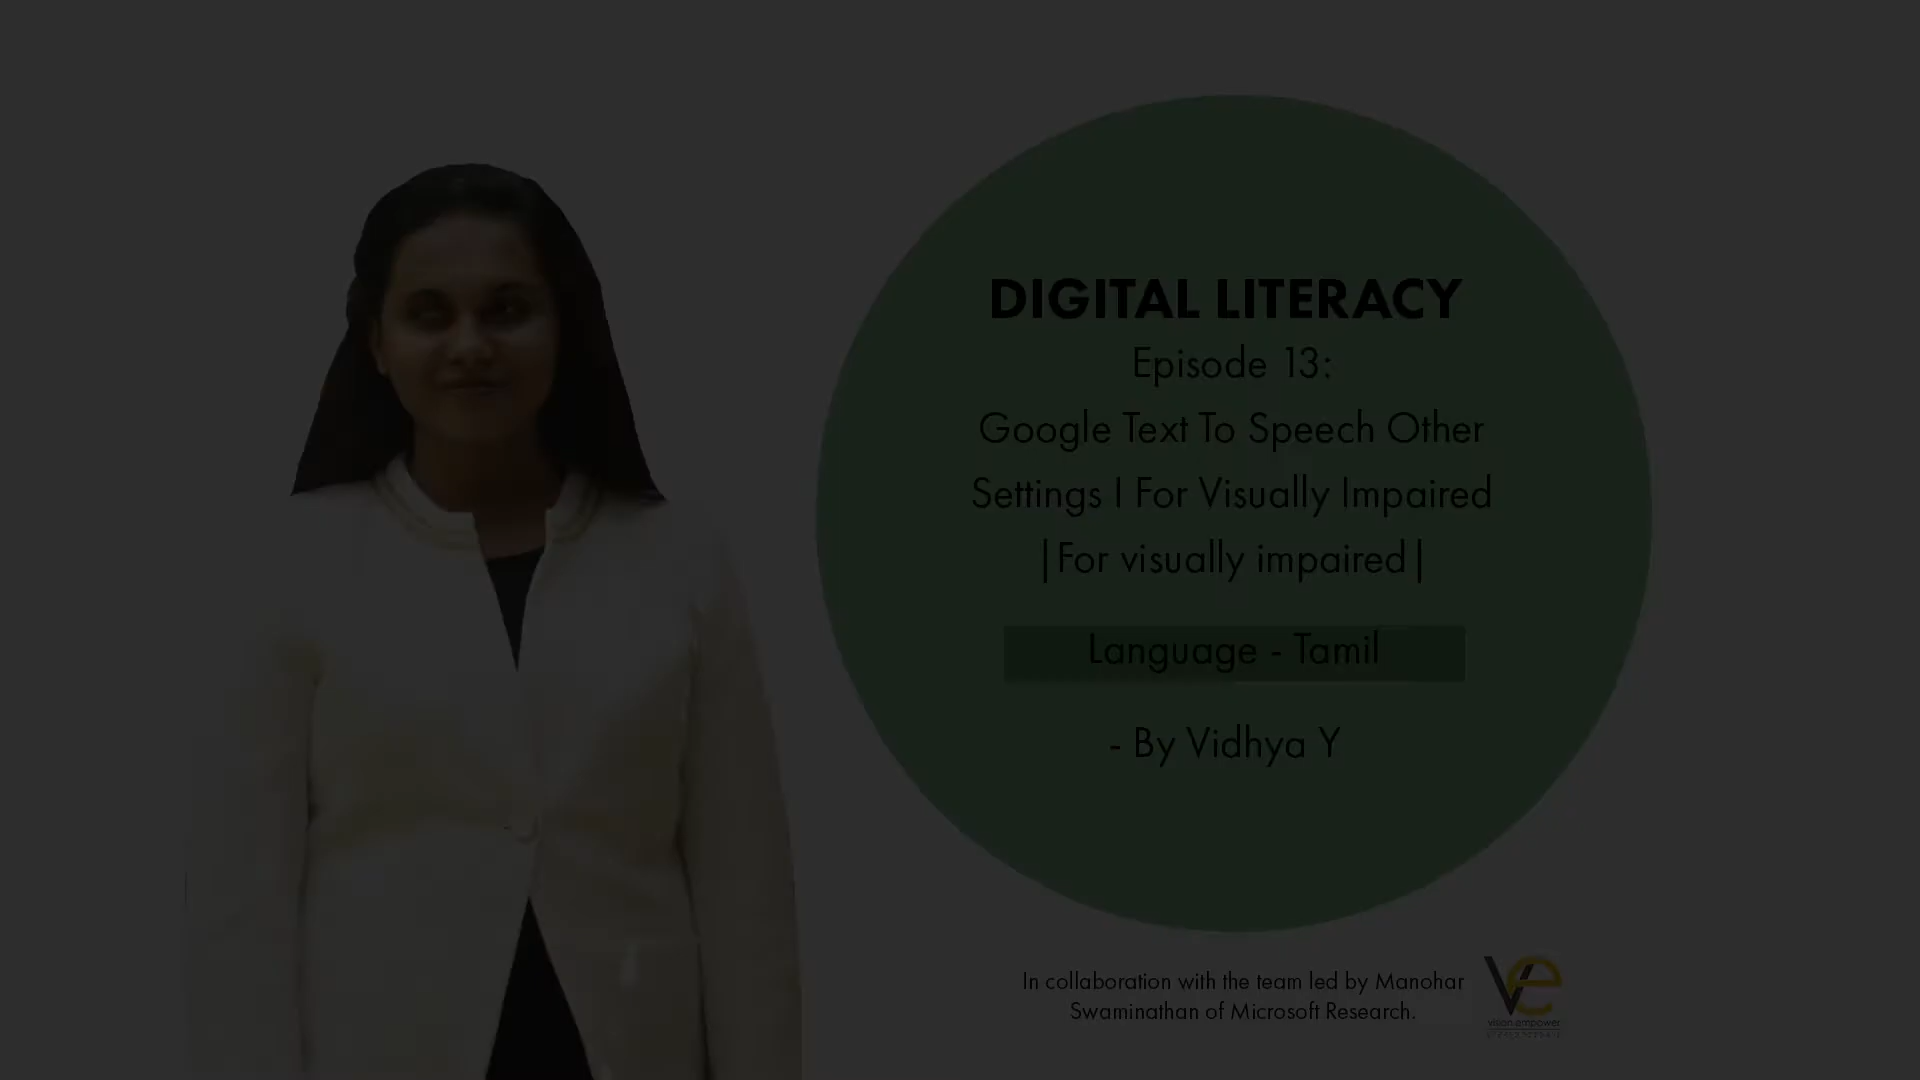 DIGITAL LITERACY
Episode 13:
Google Text To Speech Other
Settings I For Visually Impaired
|For visually impaired|
Language - Tamil
- By Vidhya Y
In collaboration with the team led by Manohar
Swaminathan of Microsoft Research.
ve
vision empower